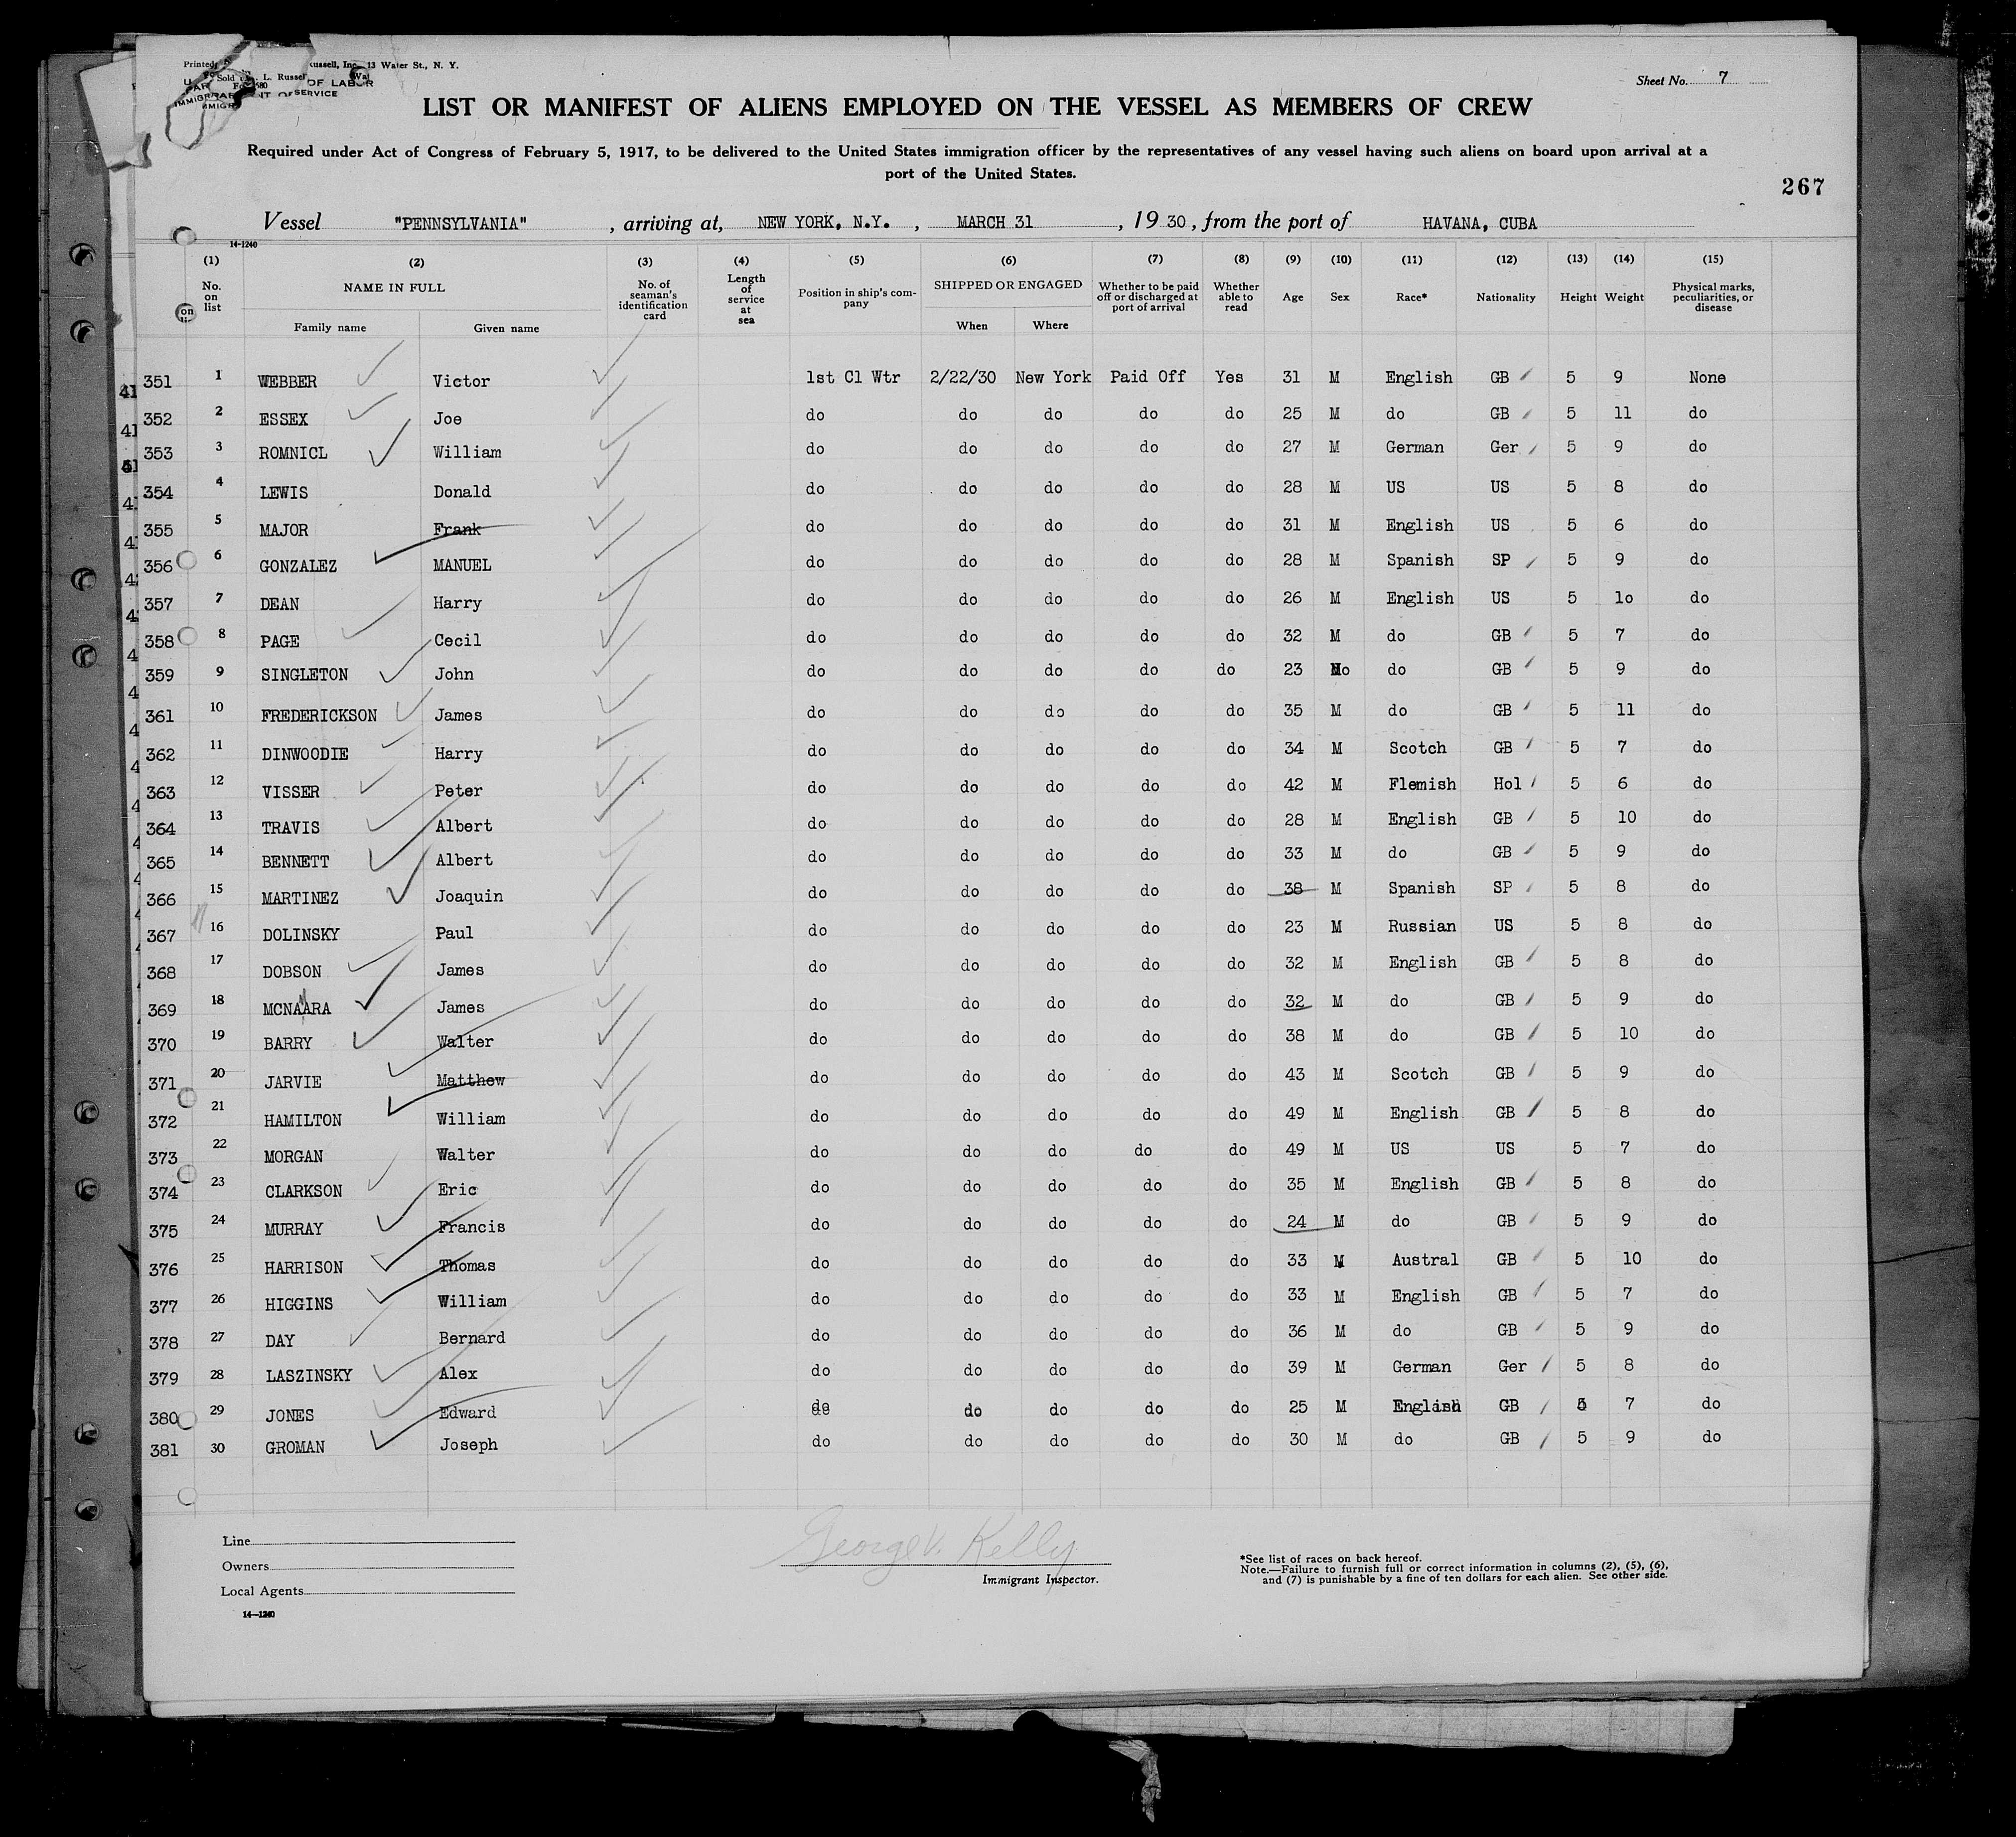 Sheet No. 7
Russell, Inc. 13 Water St., N. Y.
Sold
L. Russel
OF LABOR
SERVICE
LIST OR MANIFEST OF ALIENS EMPLOYED ON THE VESSEL AS MEMBERS OF CREW
Required under Act of Congress of February 5, 1917, to be delivered to the United States immigration officer by the representatives of any vessel having such aliens on board upon arrival at a
port of the United States.
267
Vessel "PENNSYLVANIA", arriving at, NEW YORK, N.Y., MARCH 31, 1930, from the port of HAVANA, CUBA
14-1240
(1) (2) (3) (4) (5) (6) (7) (8) (9) (10) (11) (12) (13) (14) (15)
No. on list NAME IN FULL No. of seaman's identification card Length of service at sea Position in ship's company SHIPPED OR ENGAGED Whether to be paid off or discharged at port of arrival Whether able to read Age Sex Race* Nationality Height Weight Physical marks, peculiarities, or disease
Family name Given name When Where
351 1 WEBBER Victor 1st Cl Wtr 2/22/30 New York Paid Off Yes 31 M English GB 5 9 None
352 2 ESSEX Joe do do do do do 25 M do GB 5 11 do
353 3 ROMNICL William do do do do do 27 M German Ger 5 9 do
354 4 LEWIS Donald do do do do do 28 M US US 5 8 do
355 5 MAJOR Frank do do do do do 31 M English US 5 6 do
356 6 GONZALEZ MANUEL do do do do do 28 M Spanish SP 5 9 do
357 7 DEAN Harry do do do do do 26 M English US 5 1o do
358 8 PAGE Cecil do do do do do 32 M do GB 5 7 do
359 9 SINGLETON John do do do do do 23 do GB 5 9 do
361 10 FREDERICKSON James do do do do do 35 M do GB 5 11 do
362 11 DINWOODIE Harry do do do do do 34 M Scotch GB 5 7 do
363 12 VISSER Peter do do do do do 42 M Flemish Hol 5 6 do
364 13 TRAVIS Albert do do do do do 28 M English GB 5 10 do
365 14 BENNETT Albert do do do do do 33 M do GB 5 9 do
366 15 MARTINEZ Joaquin do do do do do 38 M Spanish SP 5 8 do
367 16 DOLINSKY Paul do do do do do 23 M Russian US 5 8 do
368 17 DOBSON James do do do do do 32 M English GB 5 8 do
369 18 MCNAARA James do do do do do 32 M do GB 5 9 do
370 19 BARRY Walter do do do do do 38 M do GB 5 10 do
371 20 JARVIE Matthew do do do do do 43 M Scotch GB 5 9 do
372 21 HAMILTON William do do do do do 49 M English GB 5 8 do
373 22 MORGAN Walter do do do do do 49 M US US 5 7 do
374 23 CLARKSON Eric do do do do do 35 M English GB 5 8 do
375 24 MURRAY Francis do do do do do 24 M do GB 5 9 do
376 25 HARRISON Thomas do do do do do 33 M Austral GB 5 10 do
377 26 HIGGINS William do do do do do 33 M English GB 5 7 do
378 27 DAY Bernard do do do do do 36 M do GB 5 9 do
379 28 LASZINSKY Alex do do do do do 39 M German Ger 5 8 do
380 29 JONES Edward do do do do do 25 M English GB 5 7 do
381 30 GROMAN Joseph do do do do do 30 M do GB 5 9 do
Line
Owners
Local Agents
14-1240
George V. Kelly
Immigrant Inspector.
*See list of races on back hereof.
Note.—Failure to furnish full or correct information in columns (2), (5), (6),
and (7) is punishable by a fine of ten dollars for each alien. See other side.